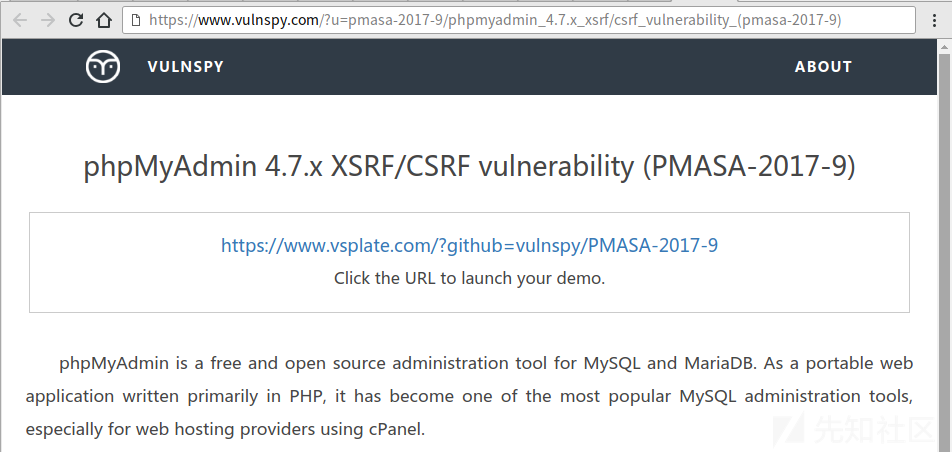 https://www.vulnspy.com/?u=pmasa-2017-9/phpmyadmin_4.7.x_xsrf/csrf_vulnerability_(pmasa-2017-9)
VULNSPY
ABOUT
phpMyAdmin 4.7.x XSRF/CSRF vulnerability (PMASA-2017-9)
https://www.vsplate.com/?github=vulnspy/PMASA-2017-9
Click the URL to launch your demo.
phpMyAdmin is a free and open source administration tool for MySQL and MariaDB. As a portable web
application written primarily in PHP, it has become one of the most popular MySQL administration tools,
especially for web hosting providers using cPanel.
先知社区